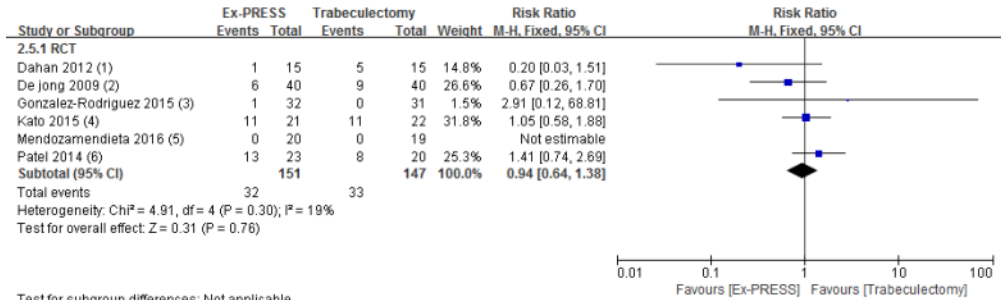 Ex-PRESS Trabeculectomy Risk Ratio Risk Ratio
Study or Subgroup Events Total Events Total Weight M-H, Fixed, 95% CI M-H, Fixed, 95% CI
2.5.1 RCT
Dahan 2012 (1) 1 15 5 15 14.8% 0.20 [0.03, 1.51]
De jong 2009 (2) 6 40 9 40 26.6% 0.67 [0.26, 1.70]
Gonzalez-Rodriguez 2015 (3) 1 32 0 31 1.5% 2.91 [0.12, 68.81]
Kato 2015 (4) 11 21 11 22 31.8% 1.05 [0.58, 1.88]
Mendozamendieta 2016 (5) 0 20 0 19 Not estimable
Patel 2014 (6) 13 23 8 20 25.3% 1.41 [0.74, 2.69]
Subtotal (95% CI) 151 147 100.0% 0.94 [0.64, 1.38]
Total events 32 33
Heterogeneity: Chi² = 4.91, df = 4 (P = 0.30); I² = 19%
Test for overall effect: Z = 0.31 (P = 0.76)
0.01 0.1 1 10 100
Favours [Ex-PRESS] Favours [Trabeculectomy]
Test for subgroup differences: Not applicable